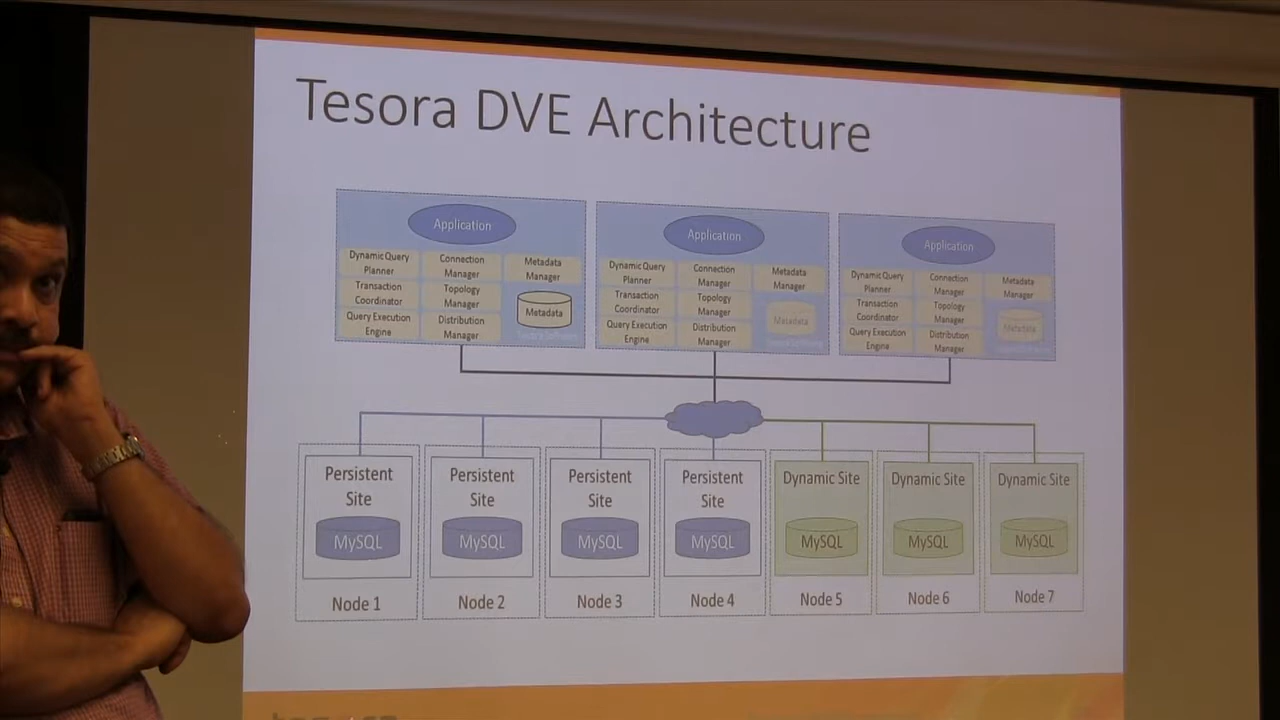 Tesora DVE Architecture
Application
Dynamic Query
Planner
Connection
Manager
Metadata
Manager
Transaction
Coordinator
Topology
Manager
Metadata
Query Execution
Engine
Distribution
Manager
Application
Dynamic Query
Planner
Connection
Manager
Metadata
Manager
Transaction
Coordinator
Topology
Manager
Metadata
Query Execution
Engine
Distribution
Manager
Application
Dynamic Query
Planner
Connection
Manager
Metadata
Manager
Transaction
Coordinator
Topology
Manager
Metadata
Query Execution
Engine
Distribution
Manager
Persistent
Site
MySQL
Node 1
Persistent
Site
MySQL
Node 2
Persistent
Site
MySQL
Node 3
Persistent
Site
MySQL
Node 4
Dynamic Site
MySQL
Node 5
Dynamic Site
MySQL
Node 6
Dynamic Site
MySQL
Node 7